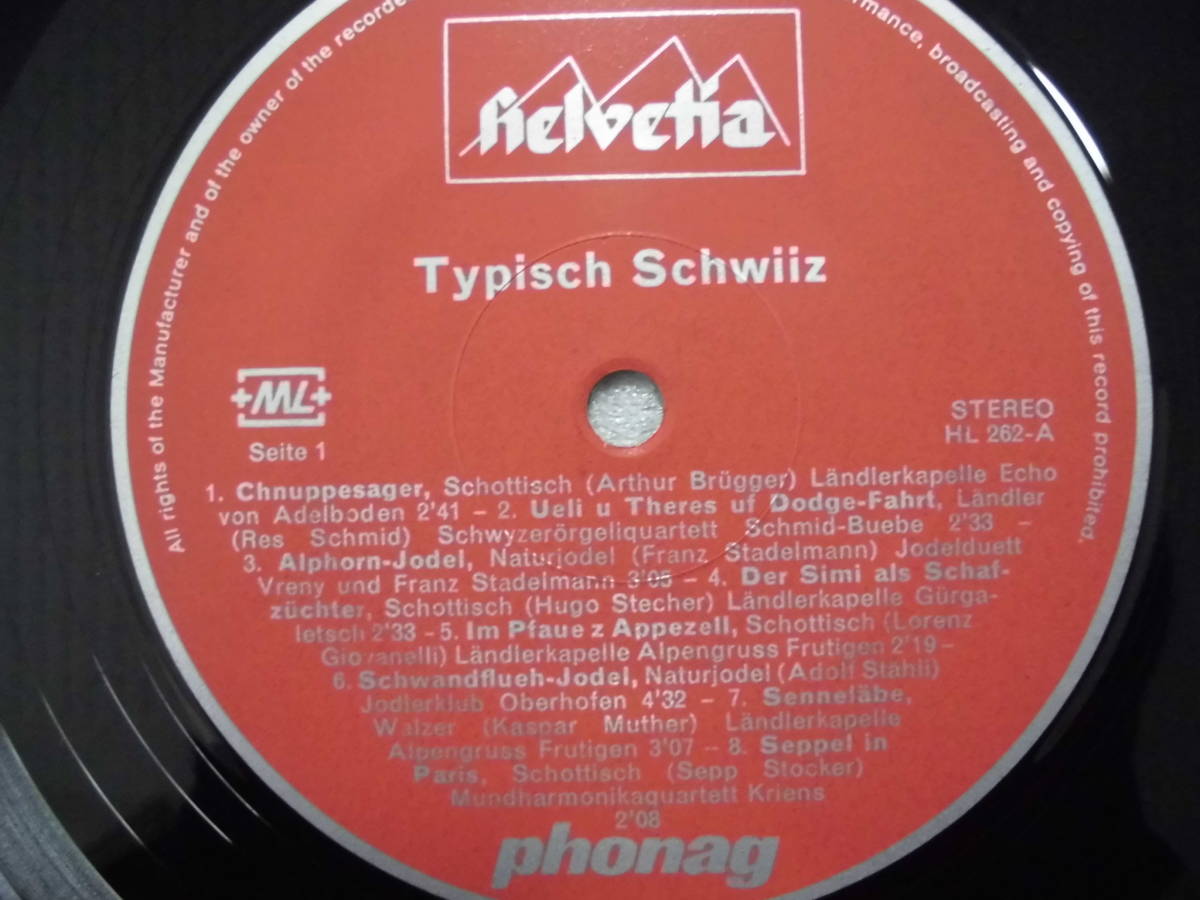 All rights of the Manufacturer and of the owner of the recorde
rmance, broadcasting and copying of this record prohibited.
helvetia
Typisch Schwiiz
+ML+
Seite 1
STEREO
HL 262-A
1. Chnuppesager, Schottisch (Arthur Brügger) Ländlerkapelle Echo
von Adelboden 2'41 – 2. Ueli u Theres uf Dodge-Fahrt, Ländler
(Res Schmid) Schwyzerörgeliquartett Schmid-Buebe 2'33 –
3. Alphorn-Jodel, Naturjodel (Franz Stadelmann) Jodelduett
Vreny und Franz Stadelmann 3'05 – 4. Der Simi als Schaf-
züchter, Schottisch (Hugo Stecher) Ländlerkapelle Gürga-
letsch 2'33 – 5. Im Pfaue z Appezell, Schottisch (Lorenz
Giovanelli) Ländlerkapelle Alpengruss Frutigen 2'19 –
6. Schwandflueh-Jodel, Naturjodel (Adolf Stähli)
Jodlerklub Oberhofen 4'32 – 7. Senneläbe,
Walzer (Kaspar Muther) Ländlerkapelle
Alpengruss Frutigen 3'07 – 8. Seppel in
Paris, Schottisch (Sepp Stocker)
Mundharmonikaquartett Kriens
2'08
phonag